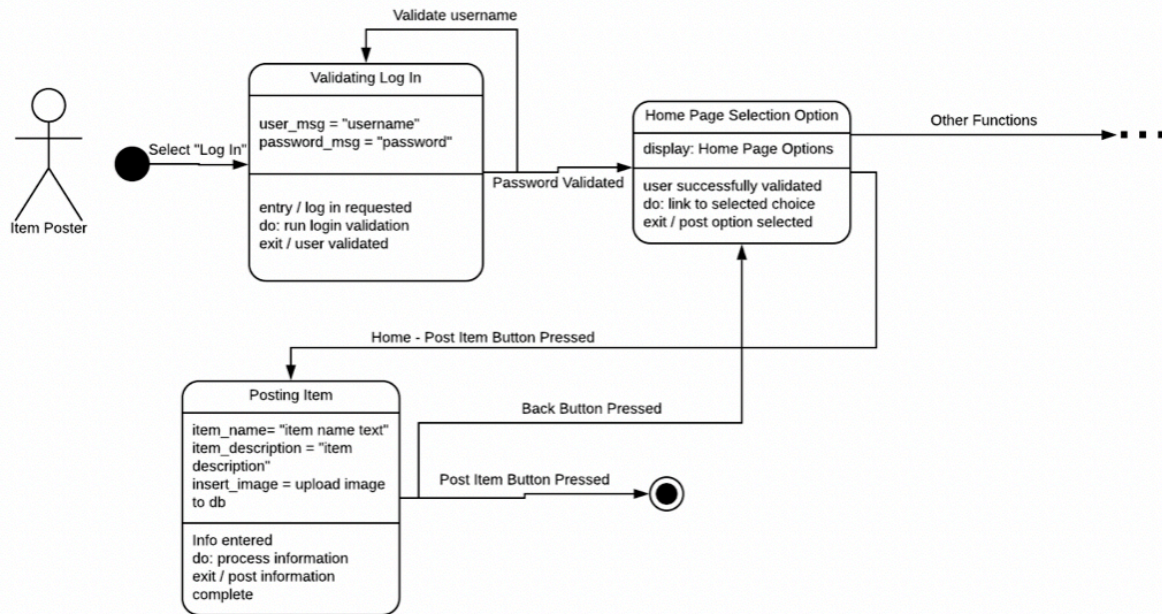 Validate username
Validating Log In
user_msg = "username"
password_msg = "password"
entry / log in requested
do: run login validation
exit / user validated
Select "Log In"
Item Poster
Password Validated
Home Page Selection Option
display: Home Page Options
user successfully validated
do: link to selected choice
exit / post option selected
Other Functions
Home - Post Item Button Pressed
Posting Item
item_name= "item name text"
item_description = "item
description"
insert_image = upload image
to db
Info entered
do: process information
exit / post information
complete
Back Button Pressed
Post Item Button Pressed